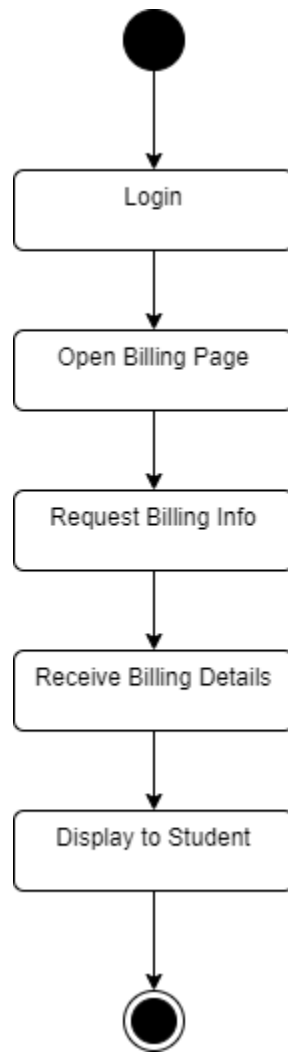 Login
Open Billing Page
Request Billing Info
Receive Billing Details
Display to Student